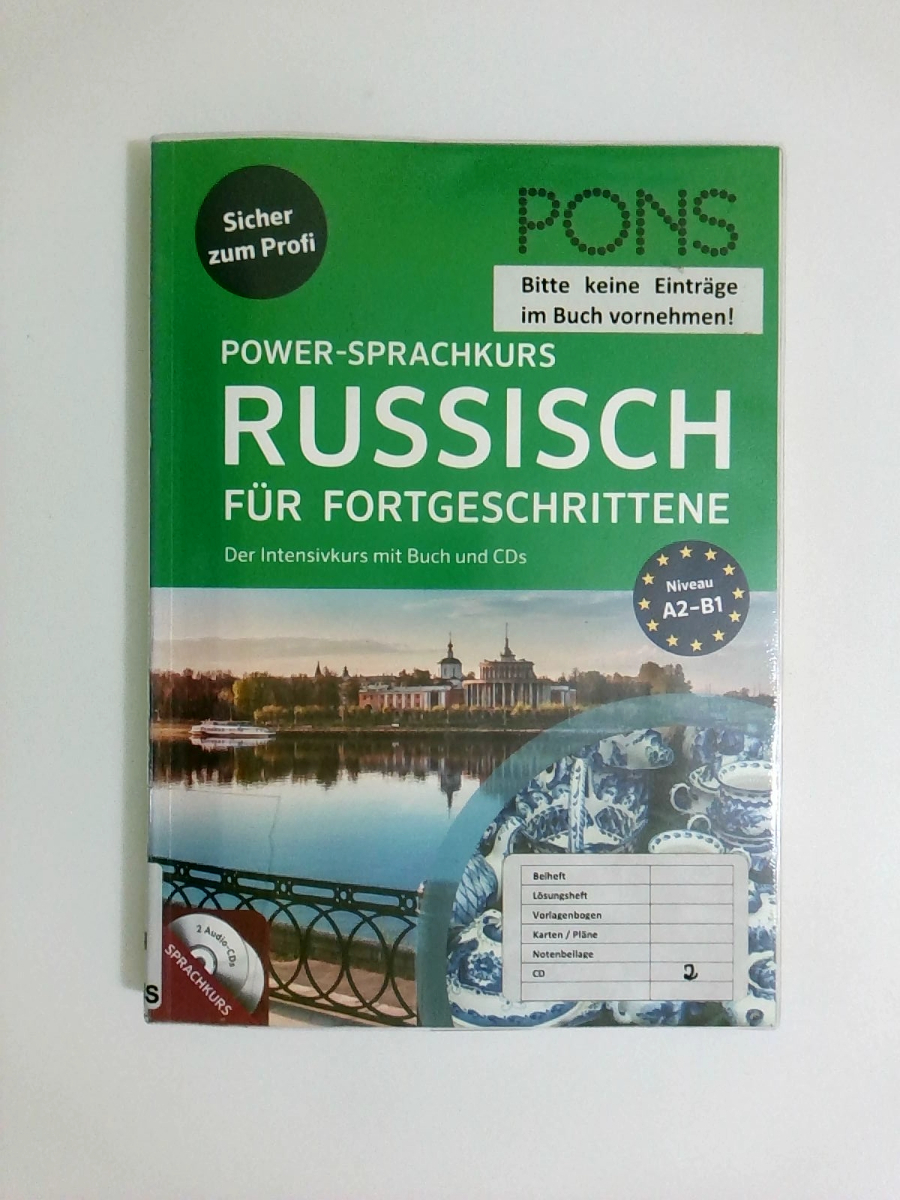 Sicher
zum Profi
PONS
Bitte keine Einträge
im Buch vornehmen!
POWER-SPRACHKURS
RUSSISCH
FÜR FORTGESCHRITTENE
Der Intensivkurs mit Buch und CDs
Niveau
A2–B1
Beiheft
Lösungsheft
Vorlagenbogen
Karten / Pläne
Notenbeilage
CD 2
2 Audio-CDs
SPRACHKURS
S